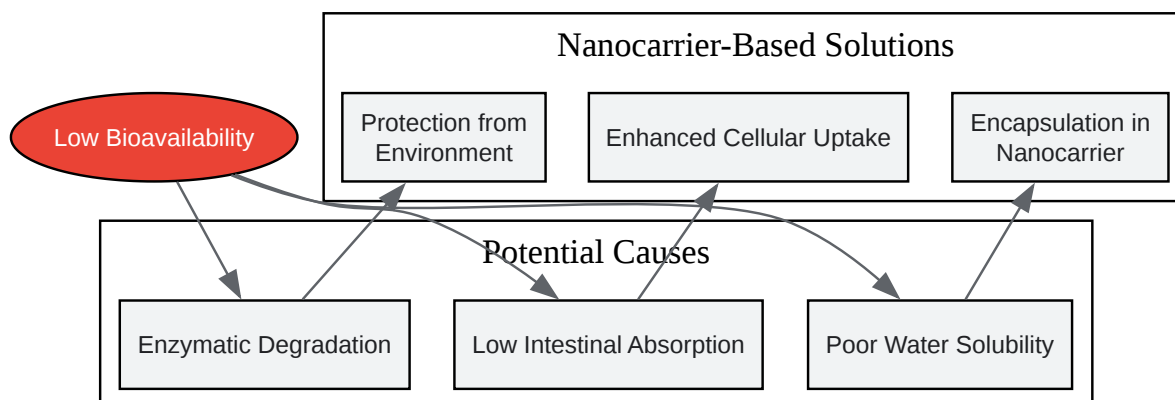 Nanocarrier-Based Solutions
Low Bioavailability
Protection from
Environment
Enhanced Cellular Uptake
Encapsulation in
Nanocarrier
Potential Causes
Enzymatic Degradation
Low Intestinal Absorption
Poor Water Solubility